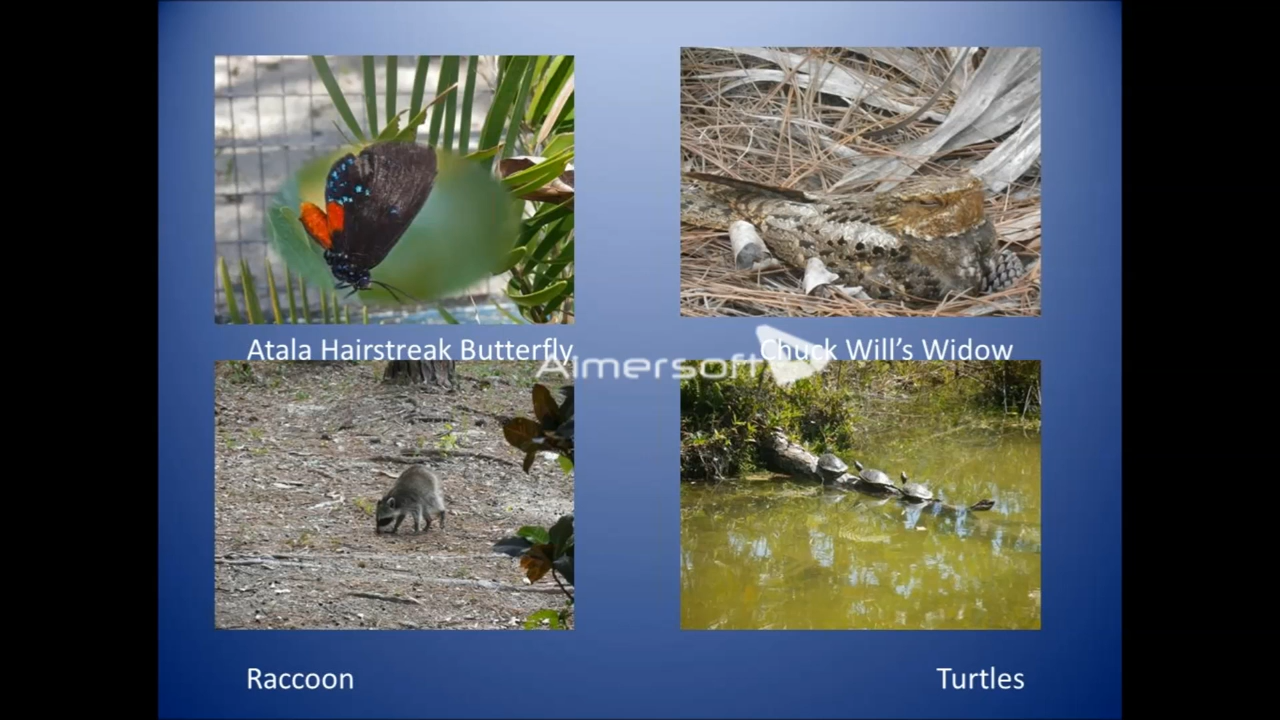 Atala Hairstreak Butterfly
Chuck Will’s Widow
Aimersoft
Raccoon
Turtles